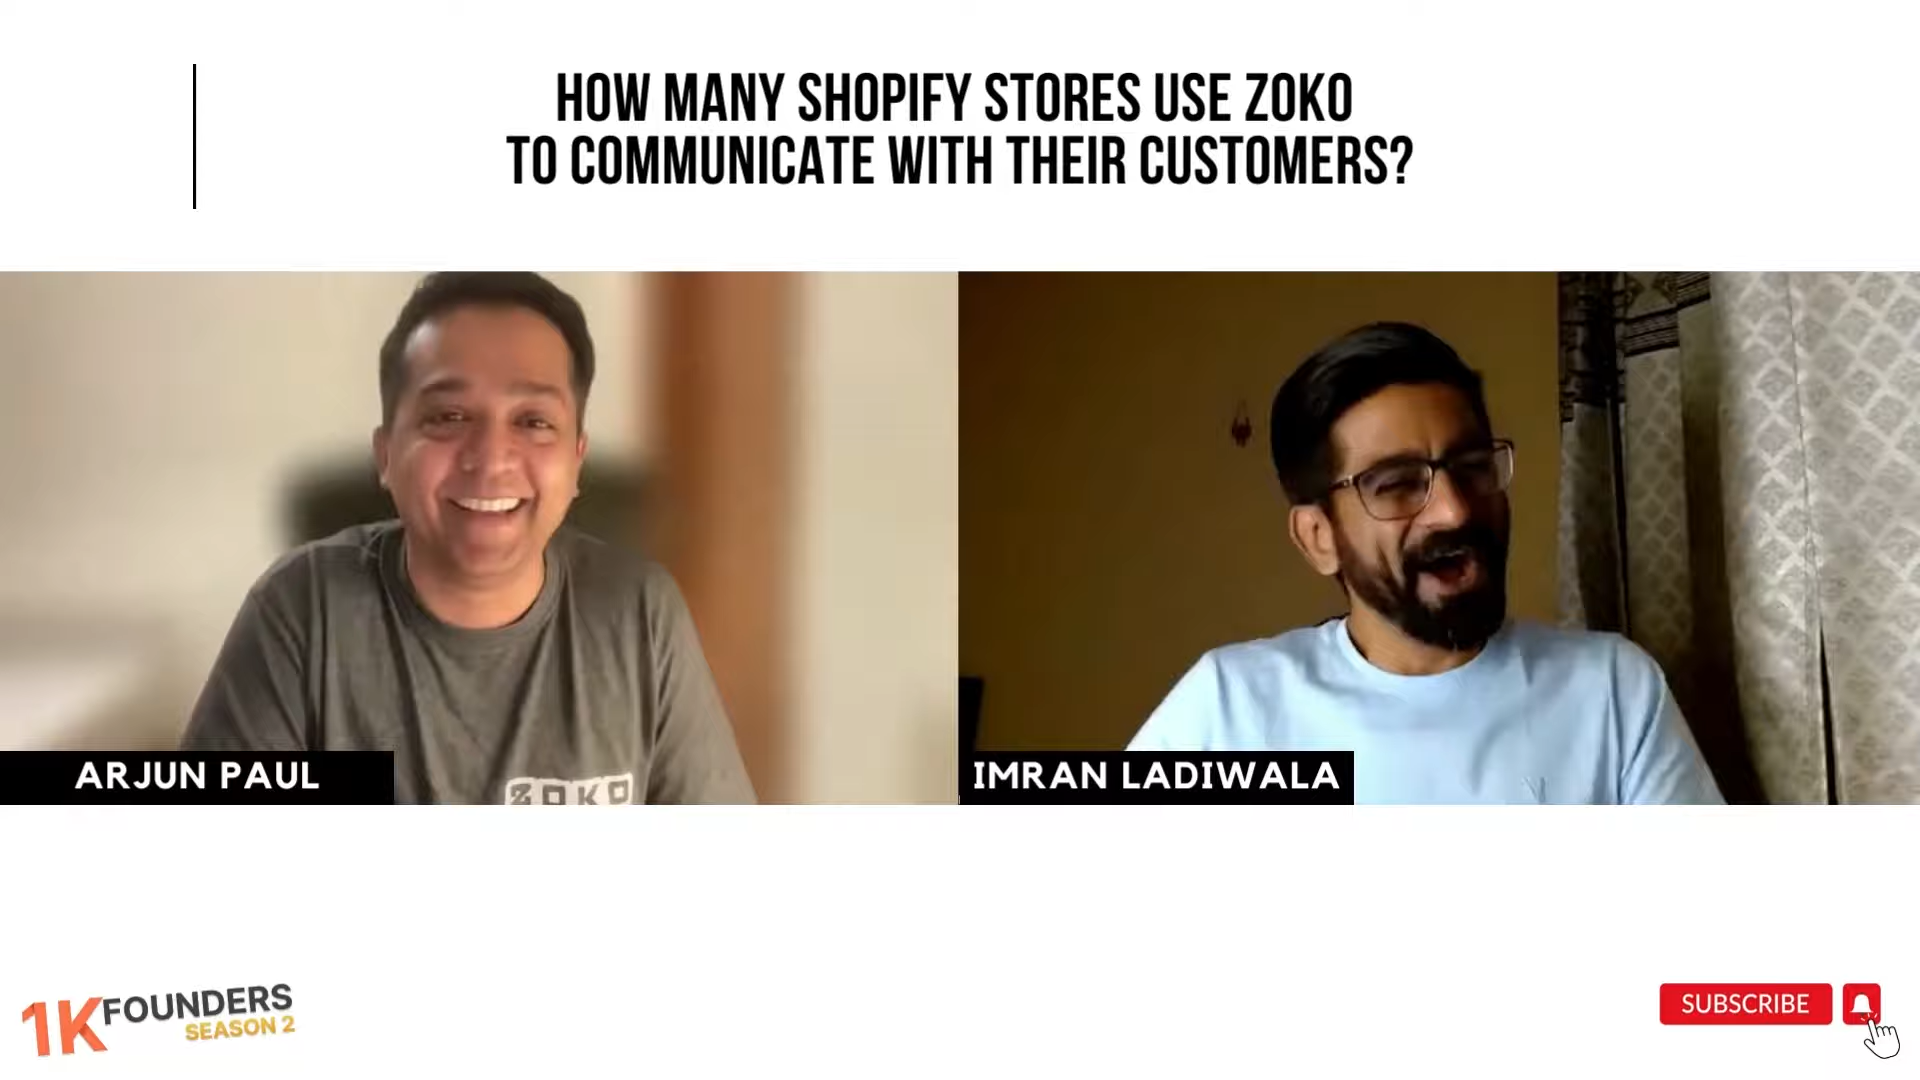 HOW MANY SHOPIFY STORES USE ZOKO
TO COMMUNICATE WITH THEIR CUSTOMERS?
ARJUN PAUL
ZOKO
IMRAN LADIWALA
1K FOUNDERS
SEASON 2
SUBSCRIBE